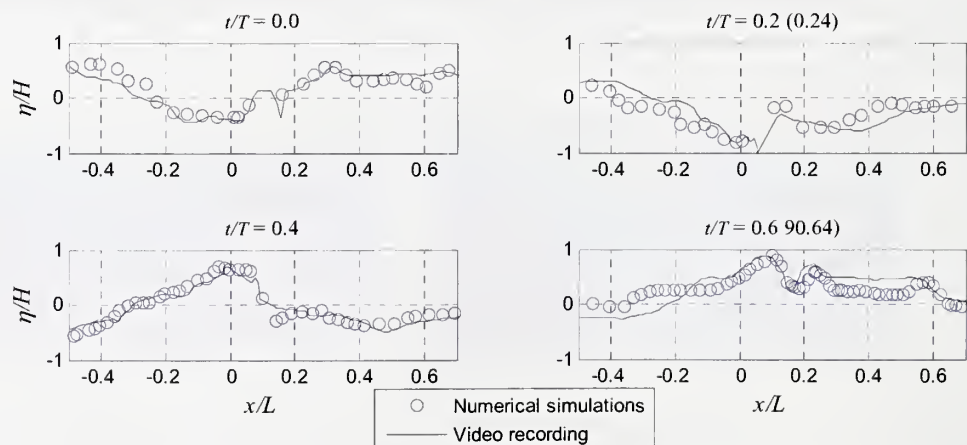 t/T = 0.0
t/T = 0.2 (0.24)
η/H
1
0
-1
-0.4 -0.2 0 0.2 0.4 0.6
1
0
-1
-0.4 -0.2 0 0.2 0.4 0.6
t/T = 0.4
t/T = 0.6 90.64)
η/H
1
0
-1
-0.4 -0.2 0 0.2 0.4 0.6
1
0
-1
-0.4 -0.2 0 0.2 0.4 0.6
x/L
x/L
Numerical simulations
Video recording